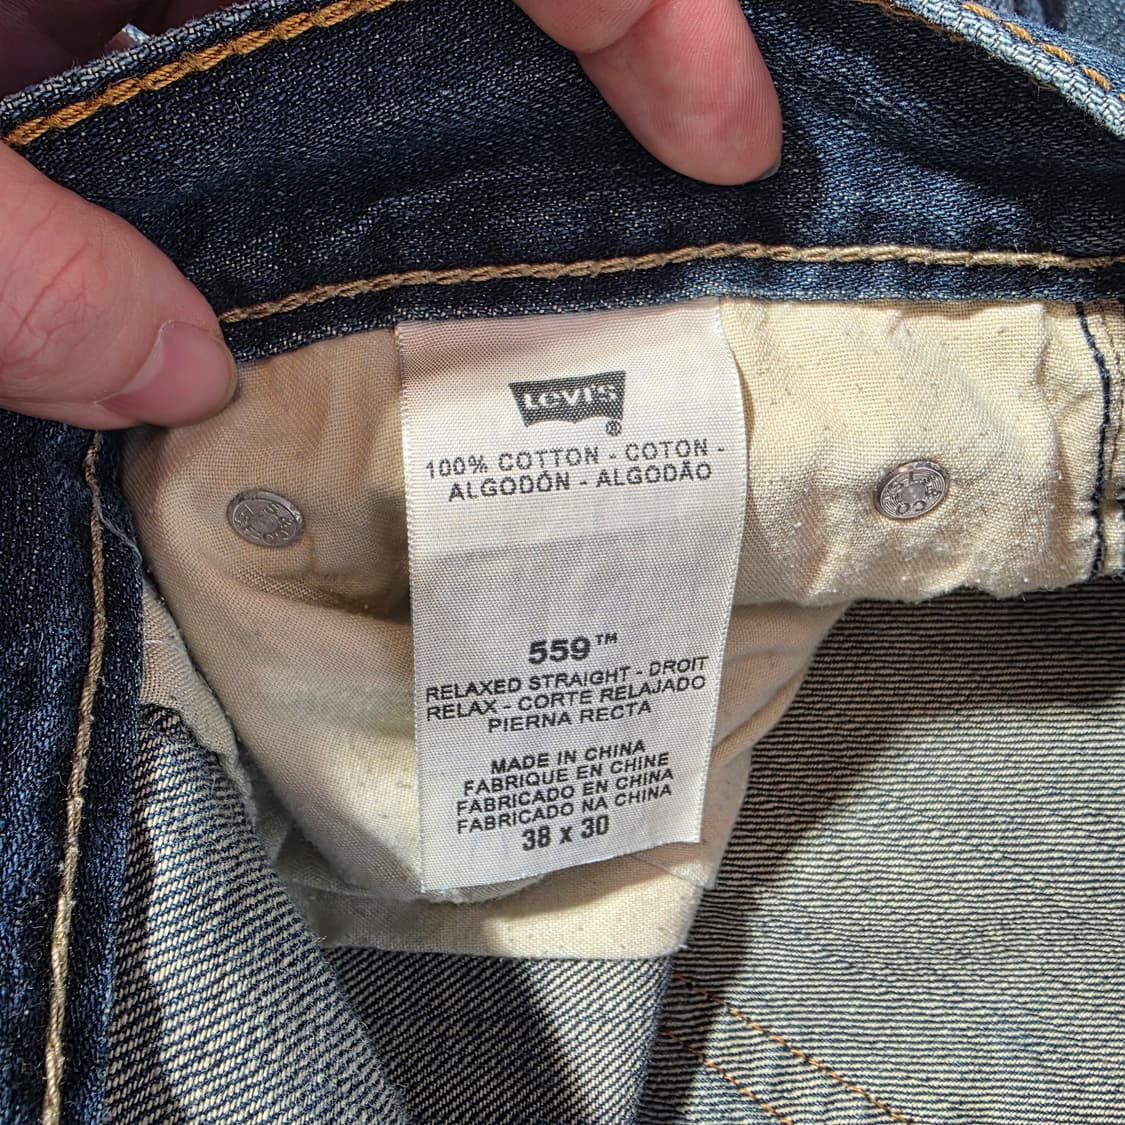 Levi's
®
100% COTTON - COTON -
ALGODÓN - ALGODÃO
559™
RELAXED STRAIGHT - DROIT
RELAX - CORTE RELAJADO
PIERNA RECTA
MADE IN CHINA
FABRIQUE EN CHINE
FABRICADO EN CHINA
FABRICADO NA CHINA
38 x 30